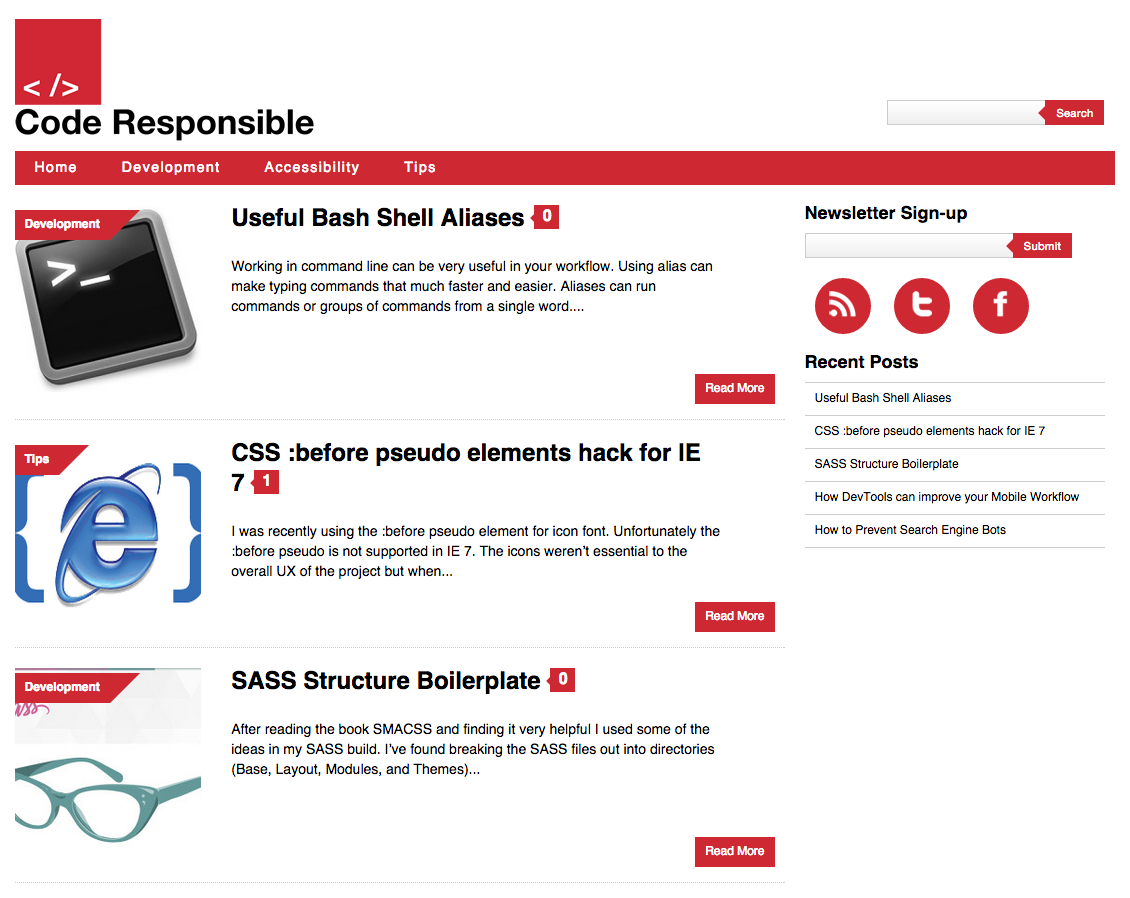 < />
Code Responsible
Search
Home Development Accessibility Tips
Development
>_
Useful Bash Shell Aliases 0
Working in command line can be very useful in your workflow. Using alias can
make typing commands that much faster and easier. Aliases can run
commands or groups of commands from a single word....
Read More
Tips
{ e }
CSS :before pseudo elements hack for IE
7 1
I was recently using the :before pseudo element for icon font. Unfortunately the
:before pseudo is not supported in IE 7. The icons weren’t essential to the
overall UX of the project but when...
Read More
Development
SASS Structure Boilerplate 0
After reading the book SMACSS and finding it very helpful I used some of the
ideas in my SASS build. I’ve found breaking the SASS files out into directories
(Base, Layout, Modules, and Themes)...
Read More
Newsletter Sign-up
Submit
t f
Recent Posts
Useful Bash Shell Aliases
CSS :before pseudo elements hack for IE 7
SASS Structure Boilerplate
How DevTools can improve your Mobile Workflow
How to Prevent Search Engine Bots